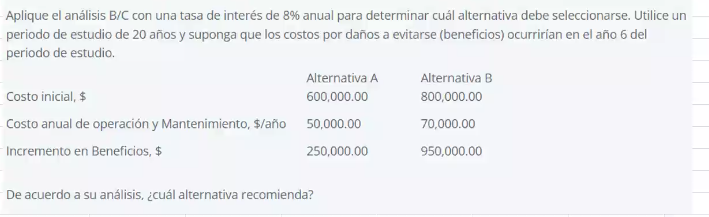 Aplique el análisis B/C con una tasa de interés de 8% anual para determinar cuál alternativa debe seleccionarse. Utilice un
periodo de estudio de 20 años y suponga que los costos por daños a evitarse (beneficios) ocurrirían en el año 6 del
periodo de estudio.
Alternativa A Alternativa B
Costo inicial, $ 600,000.00 800,000.00
Costo anual de operación y Mantenimiento, $/año 50,000.00 70,000.00
Incremento en Beneficios, $ 250,000.00 950,000.00
De acuerdo a su análisis, ¿cuál alternativa recomienda?